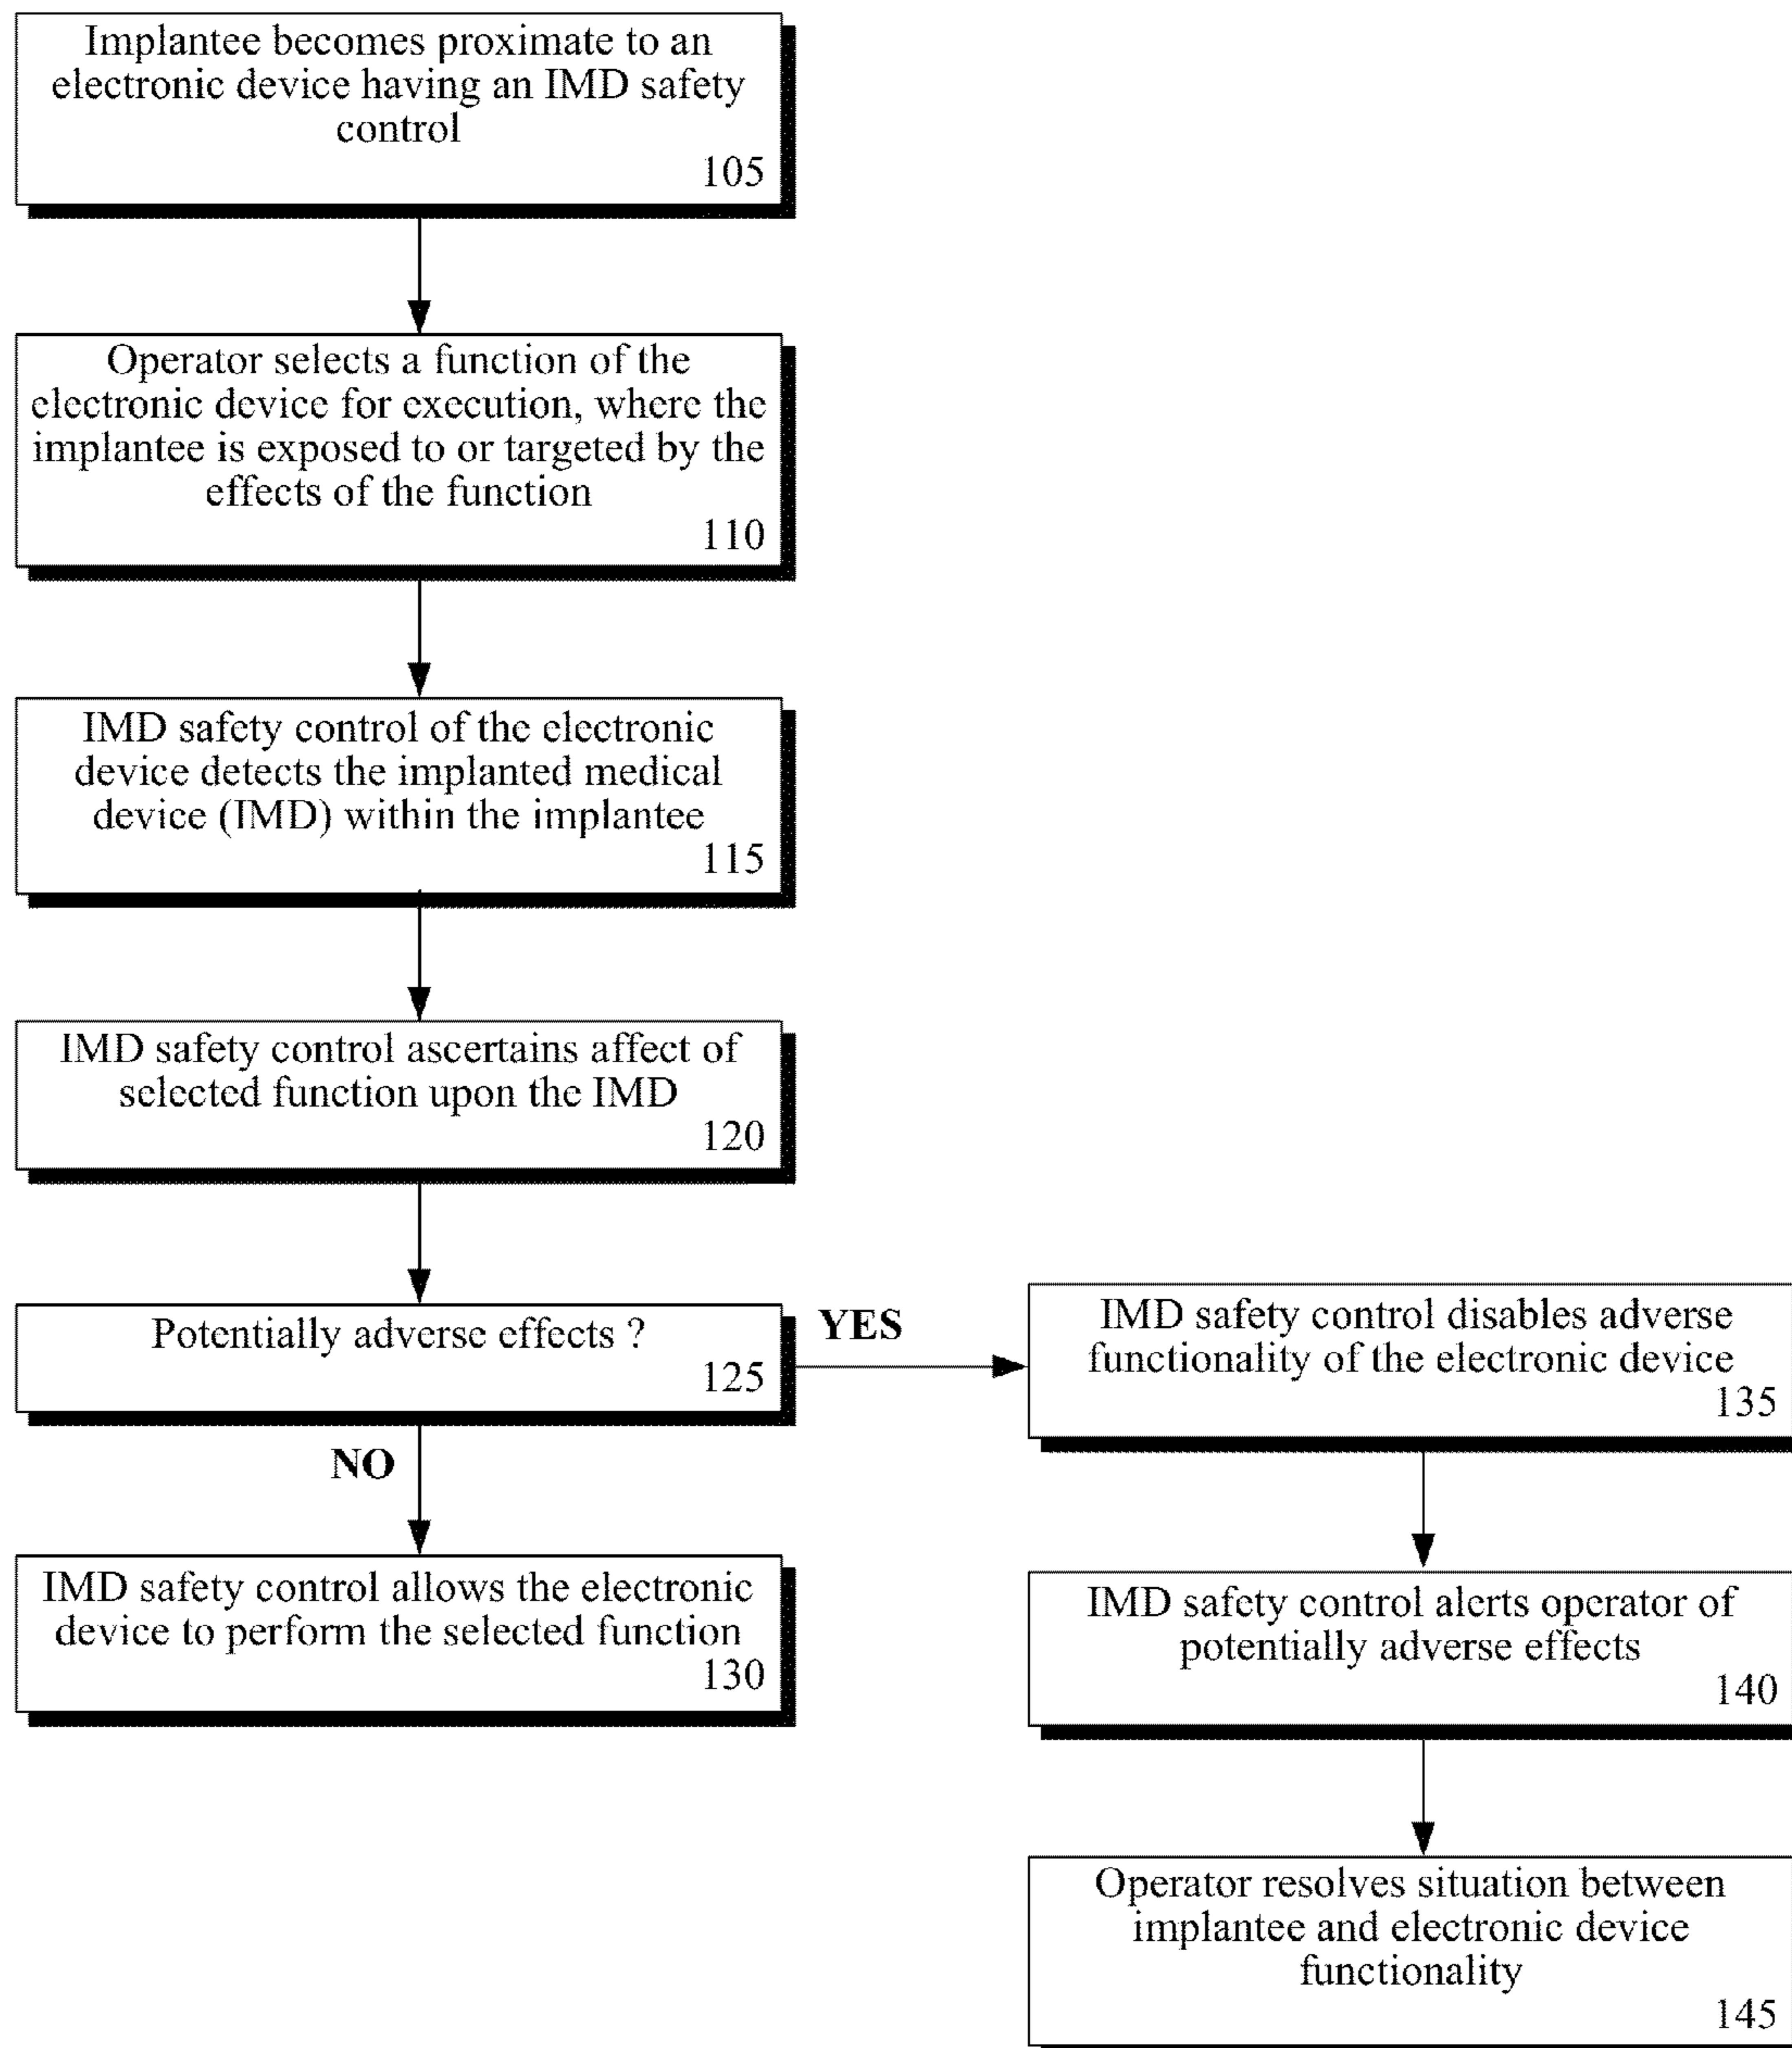 Implantee becomes proximate to an
electronic device having an IMD safety
control
105
Operator selects a function of the
electronic device for execution, where the
implantee is exposed to or targeted by the
effects of the function
110
IMD safety control of the electronic
device detects the implanted medical
device (IMD) within the implantee
115
IMD safety control ascertains affect of
selected function upon the IMD
120
Potentially adverse effects ?
125
YES
NO
IMD safety control allows the electronic
device to perform the selected function
130
IMD safety control disables adverse
functionality of the electronic device
135
IMD safety control alerts operator of
potentially adverse effects
140
Operator resolves situation between
implantee and electronic device
functionality
145